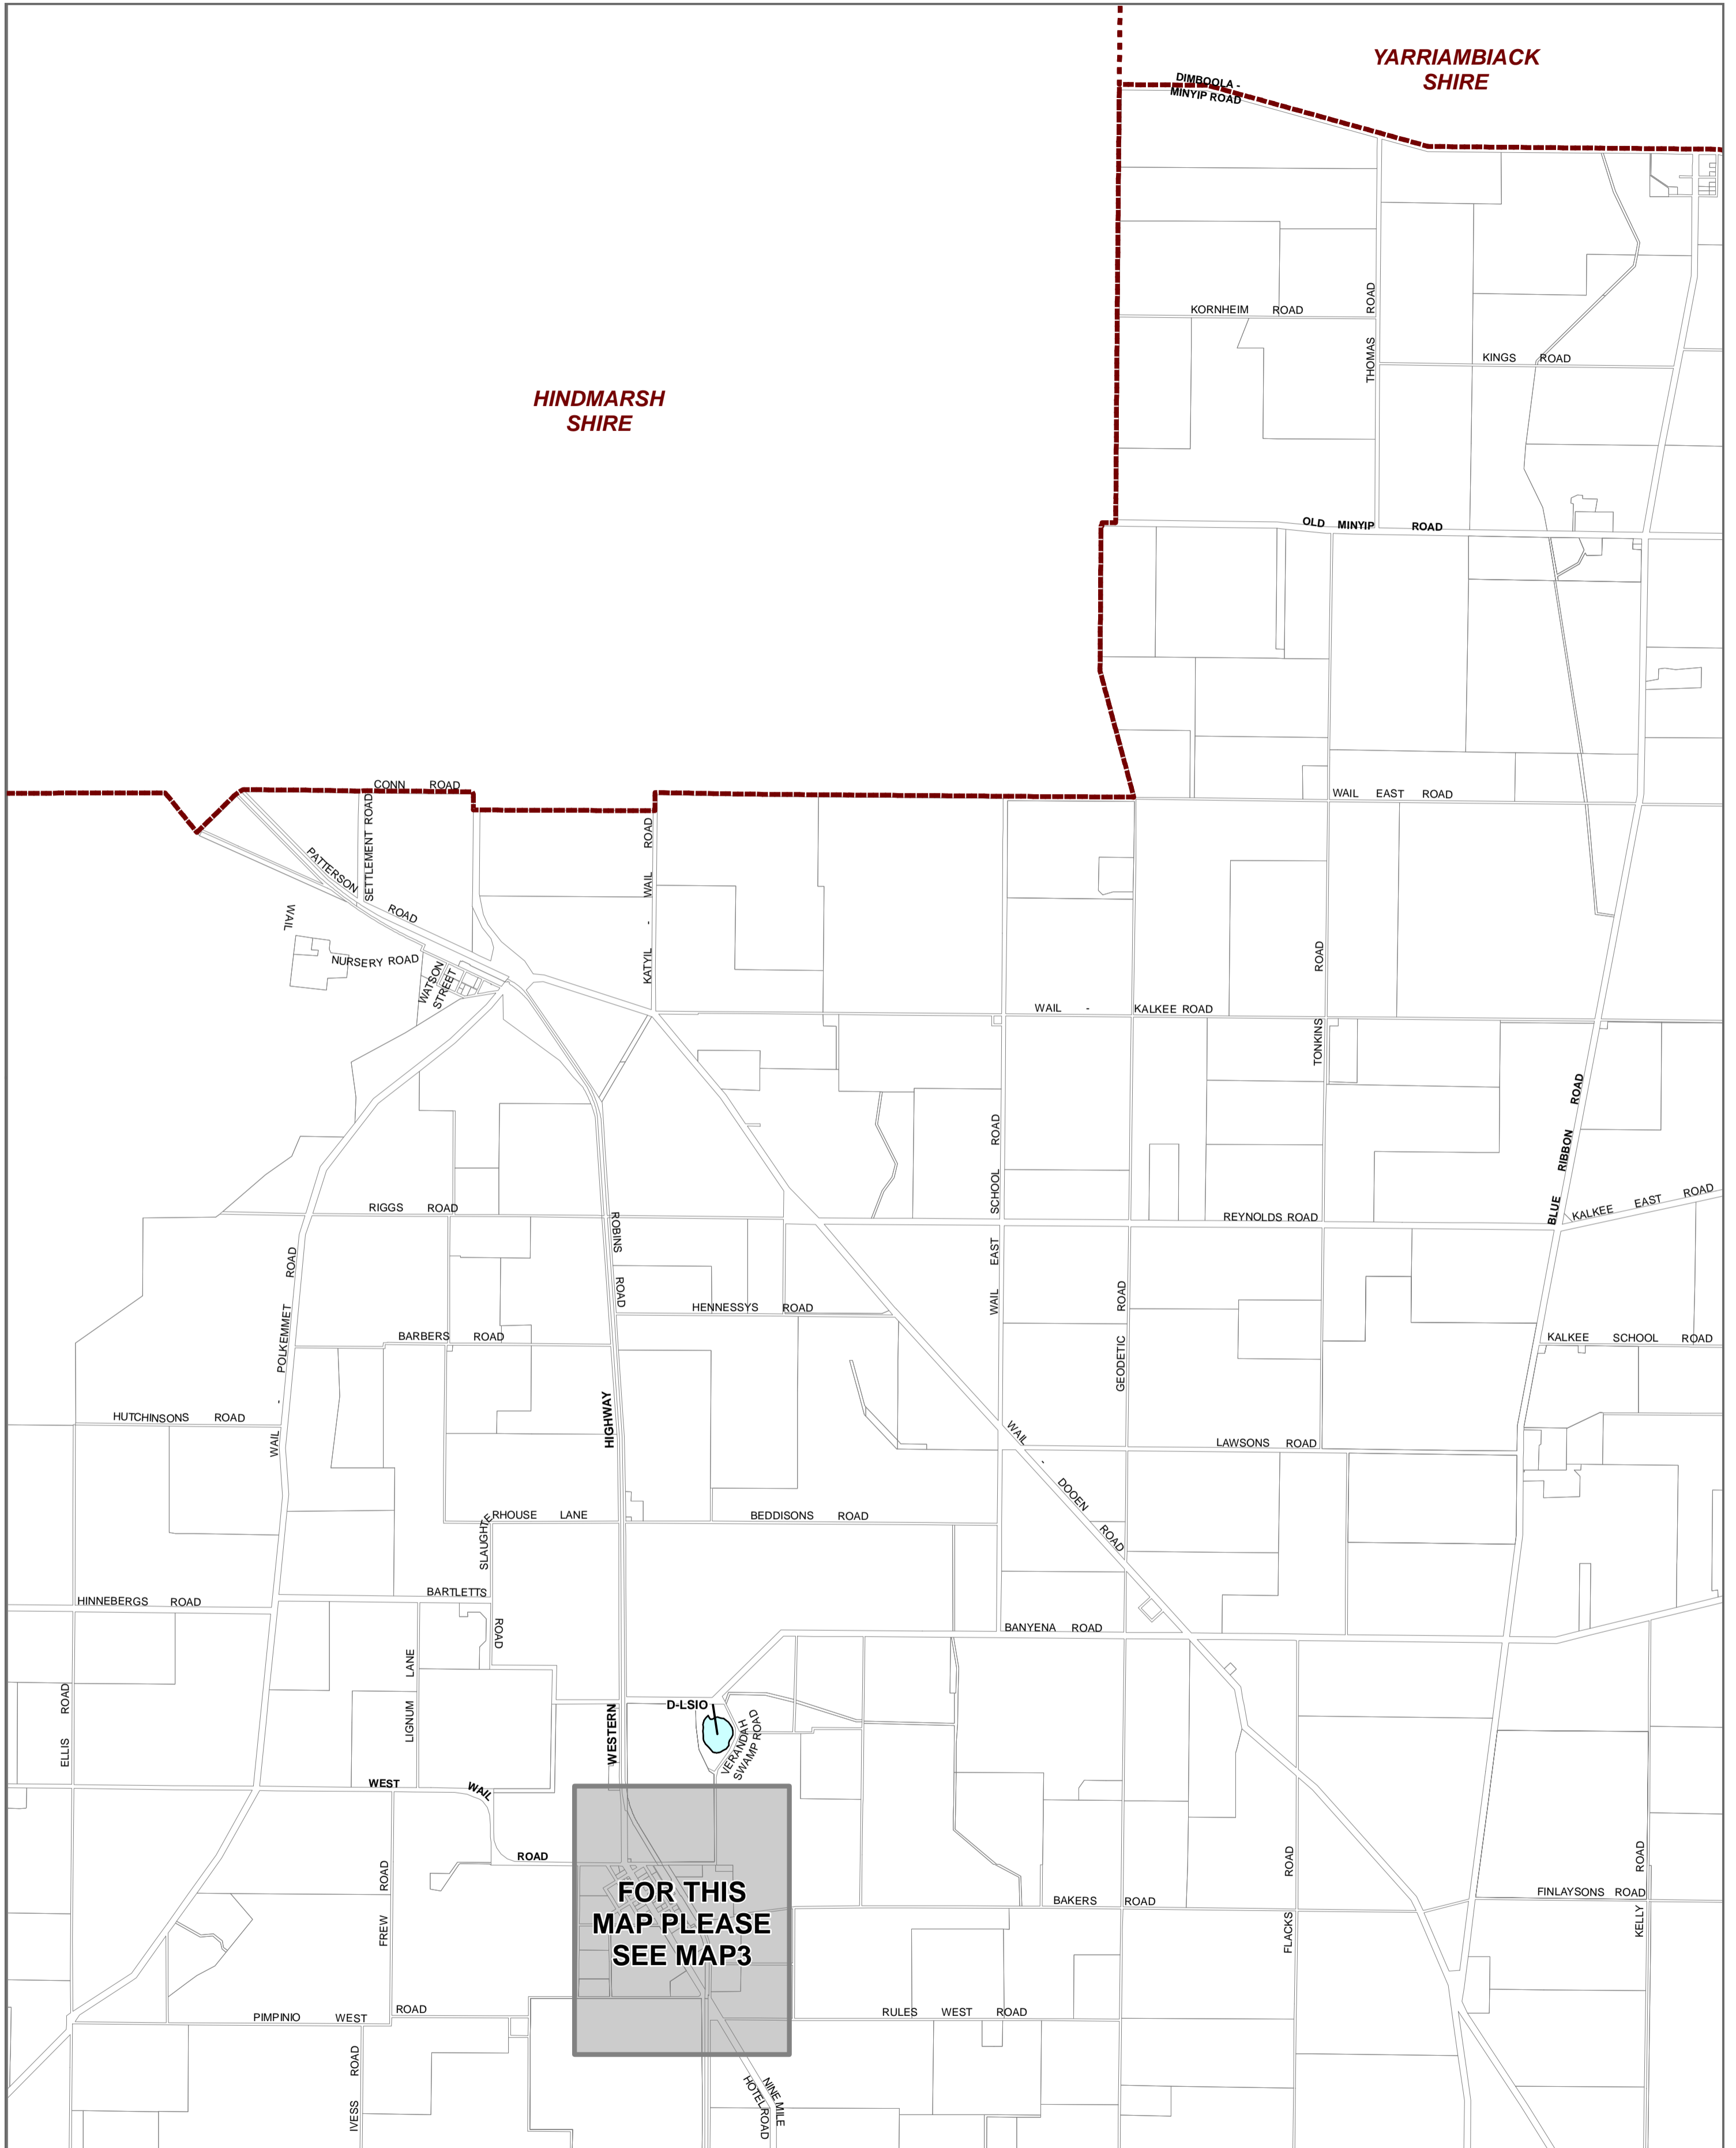 YARRIAMBIACK
SHIRE
DIMBOOLA -
MINYIP ROAD
KORNHEIM ROAD
THOMAS ROAD
KINGS ROAD
HINDMARSH
SHIRE
OLD MINYIP ROAD
CONN ROAD
WAIL EAST ROAD
SETTLEMENT ROAD
PATTERSON ROAD
KATYIL - WAIL ROAD
WAIL
NURSERY ROAD
WATSON
STREET
TONKINS ROAD
WAIL - KALKEE ROAD
BLUE RIBBON ROAD
WAIL EAST SCHOOL ROAD
KALKEE EAST ROAD
RIGGS ROAD
REYNOLDS ROAD
ROBINS ROAD
WAIL - POLKEMMET ROAD
GEODETIC ROAD
HENNESSYS ROAD
BARBERS ROAD
KALKEE SCHOOL ROAD
WESTERN HIGHWAY
HUTCHINSONS ROAD
WAIL - DOOEN ROAD
LAWSONS ROAD
SLAUGHTERHOUSE LANE
BEDDISONS ROAD
BARTLETTS ROAD
HINNEBERGS ROAD
BANYENA ROAD
LIGNUM LANE
ELLIS ROAD
D-LSIO
VERANDAH
SWAMP ROAD
WEST WAIL ROAD
FREW ROAD
FLACKS ROAD
KELLY ROAD
FOR THIS
MAP PLEASE
SEE MAP3
BAKERS ROAD
FINLAYSONS ROAD
PIMPINIO WEST ROAD
RULES WEST ROAD
IVESS ROAD
NINE MILE
HOTEL ROAD